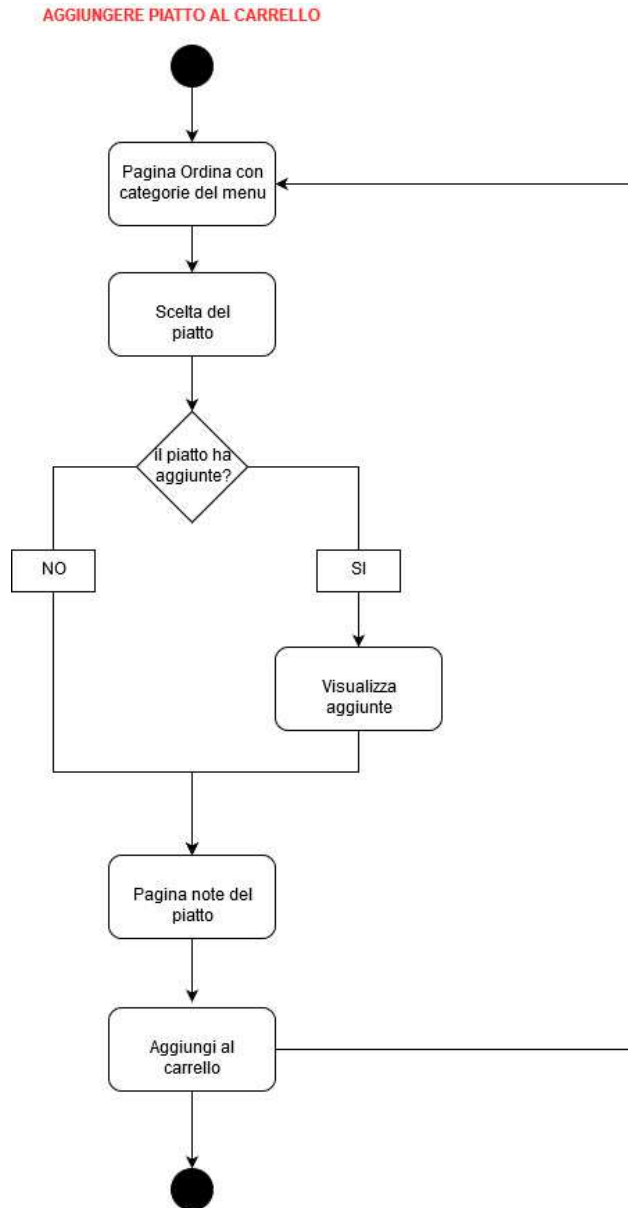 AGGIUNGERE PIATTO AL CARRELLO
Pagina Ordina con
categorie del menu
Scelta del
piatto
il piatto ha
aggiunte?
NO
SI
Visualizza
aggiunte
Pagina note del
piatto
Aggiungi al
carrello